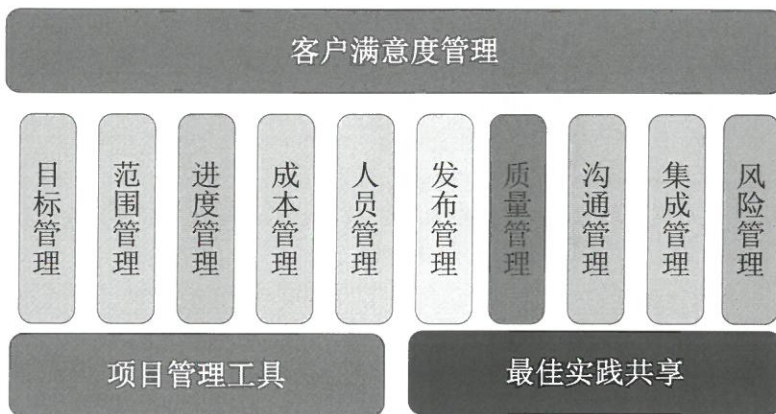 客户满意度管理
目标管理
范围管理
进度管理
成本管理
人员管理
发布管理
质量管理
沟通管理
集成管理
风险管理
项目管理工具
最佳实践共享